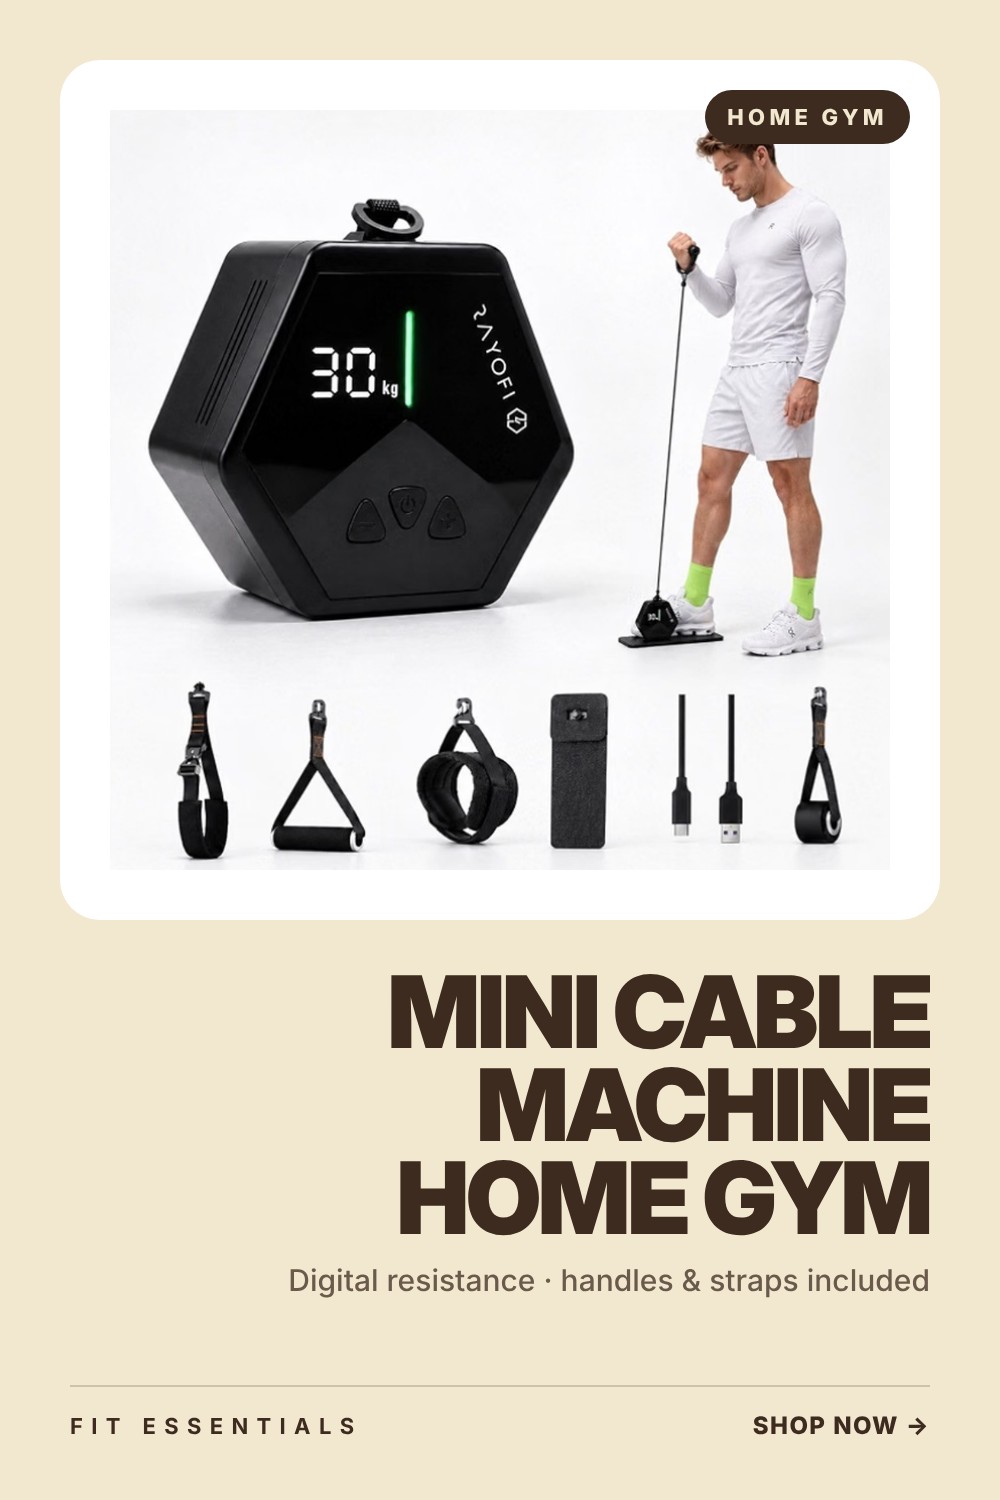 HOME GYM
30 kg
RAYOFI
MINI CABLE
MACHINE
HOME GYM
Digital resistance · handles & straps included
FIT ESSENTIALS
SHOP NOW →